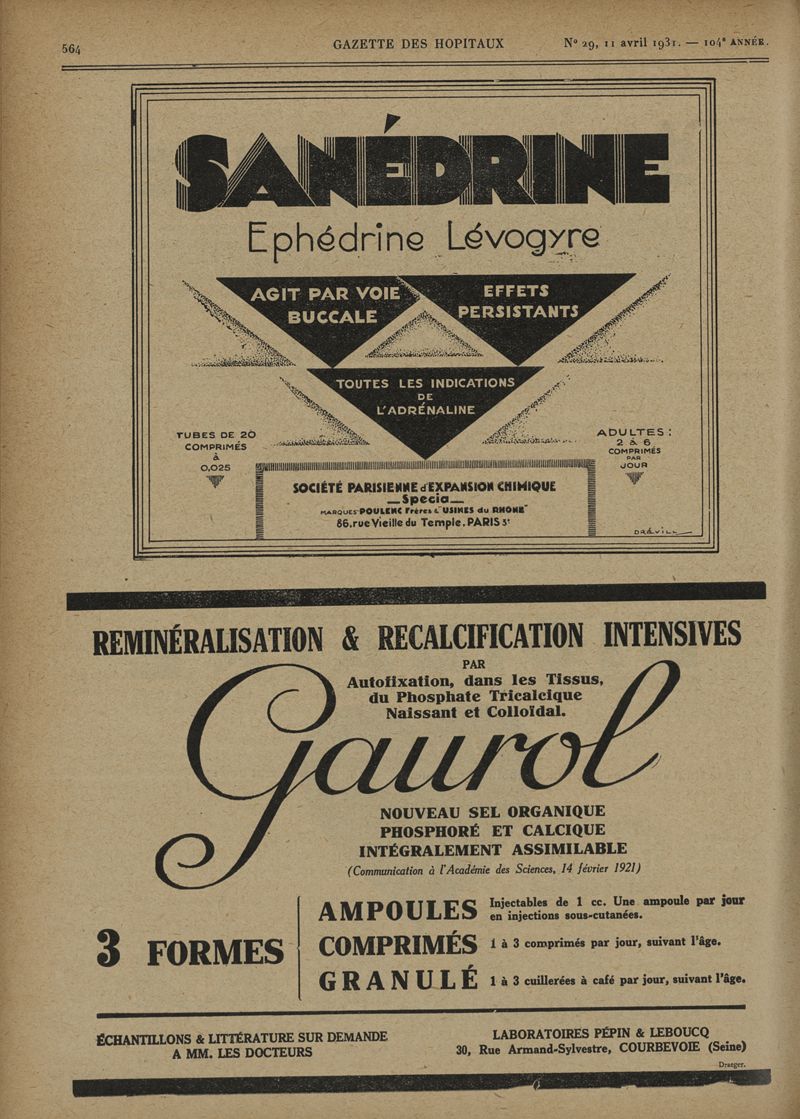 564
GAZETTE DES HOPITAUX
Nº 29, 11 avril 1931. — 104e ANNÉE.
SANÉDRINE
Ephédrine Lévogyre
AGIT PAR VOIE
BUCCALE
EFFETS
PERSISTANTS
TOUTES LES INDICATIONS
DE
L'ADRÉNALINE
TUBES DE 20
COMPRIMÉS
à
0,025
ADULTES :
2 à 6
COMPRIMÉS
PAR
JOUR
SOCIÉTÉ PARISIENNE d'EXPANSION CHIMIQUE
—Specia—
MARQUES "POULENC Frères & USINES du RHONE"
86, rue Vieille du Temple, PARIS 3e
REMINÉRALISATION & RECALCIFICATION INTENSIVES
PAR
Autofixation, dans les Tissus,
du Phosphate Tricalcique
Naissant et Colloïdal.
Gaurol
NOUVEAU SEL ORGANIQUE
PHOSPHORÉ ET CALCIQUE
INTÉGRALEMENT ASSIMILABLE
(Communication à l'Académie des Sciences, 14 février 1921)
3 FORMES
AMPOULES Injectables de 1 cc. Une ampoule par jour
en injections sous-cutanées.
COMPRIMÉS 1 à 3 comprimés par jour, suivant l'âge.
GRANULÉ 1 à 3 cuillerées à café par jour, suivant l'âge.
ÉCHANTILLONS & LITTÉRATURE SUR DEMANDE
A MM. LES DOCTEURS
LABORATOIRES PÉPIN & LEBOUCQ
30, Rue Armand-Sylvestre, COURBEVOIE (Seine)
Draeger.